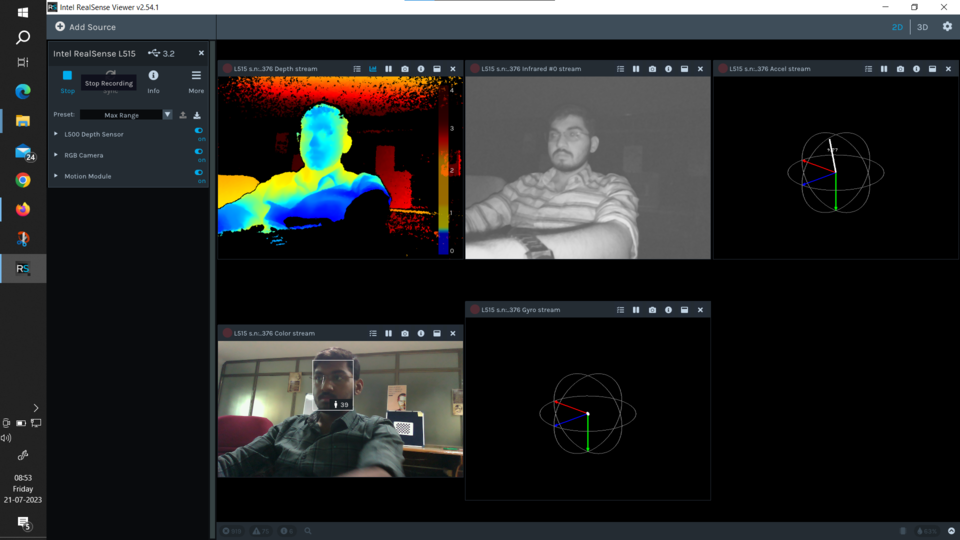 Intel RealSense Viewer v2.54.1
Add Source
2D
3D
Intel RealSense L515
3.2
Stop Recording
Stop
Sync
Info
More
Preset:
Max Range
L500 Depth Sensor
on
RGB Camera
on
Motion Module
on
L515 s.n:..376 Depth stream
4
3
2
1
0
L515 s.n:..376 Infrared #0 stream
L515 s.n:..376 Accel stream
L515 s.n:..376 Color stream
39
L515 s.n:..376 Gyro stream
RS
24
08:53
Friday
21-07-2023
5